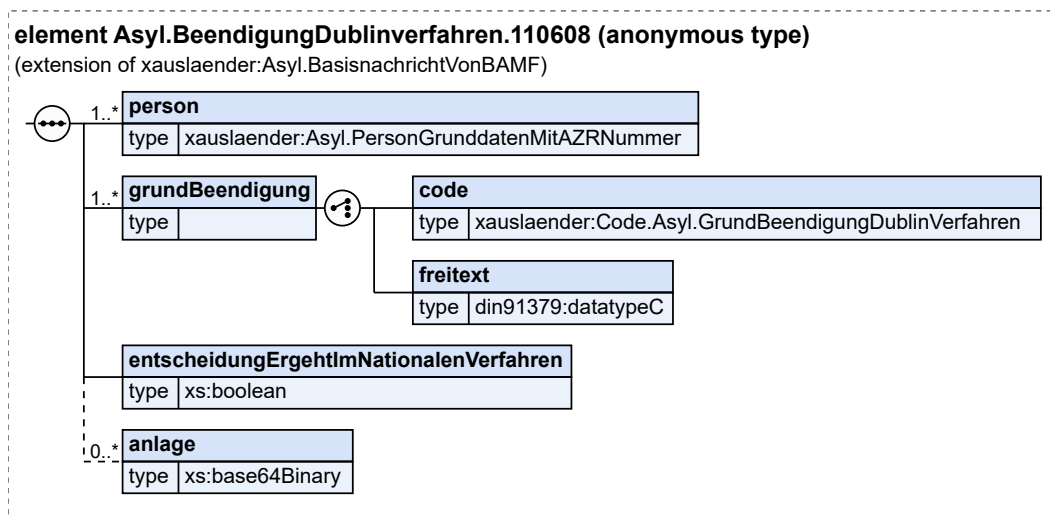 element Asyl.BeendigungDublinverfahren.110608 (anonymous type)
(extension of xauslaender:Asyl.BasisnachrichtVonBAMF)
1..* person
type xauslaender:Asyl.PersonGrunddatenMitAZRNummer
1..* grundBeendigung
type
code
type xauslaender:Code.Asyl.GrundBeendigungDublinVerfahren
freitext
type din91379:datatypeC
entscheidungErgehtImNationalenVerfahren
type xs:boolean
0..* anlage
type xs:base64Binary